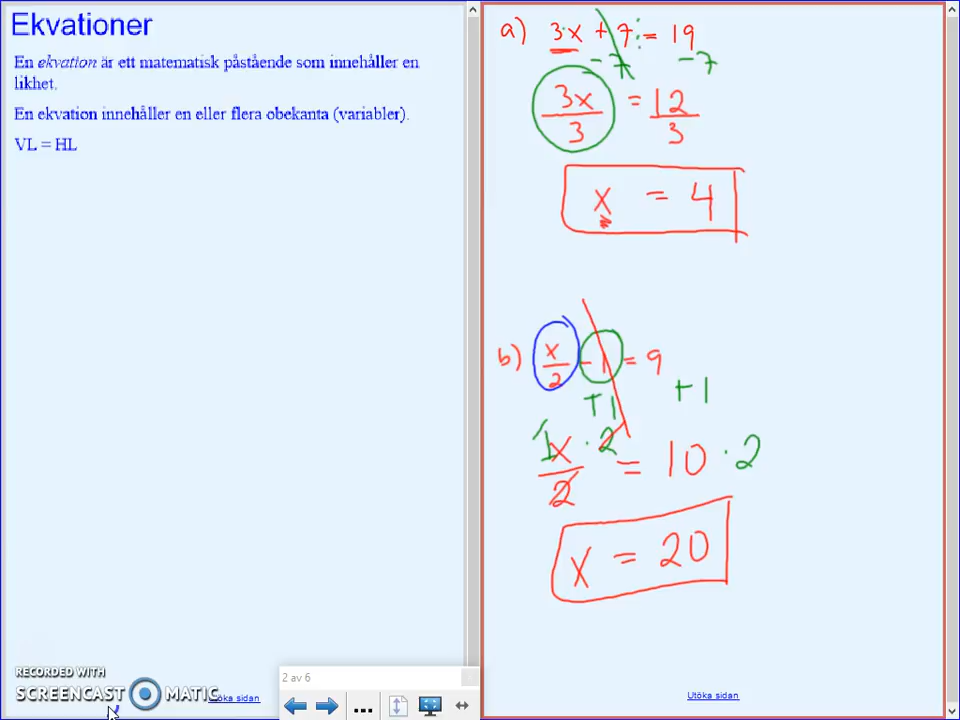 Ekvationer
En ekvation är ett matematisk påstående som innehåller en
likhet.
En ekvation innehåller en eller flera obekanta (variabler).
VL = HL
a) 3·x + 7 = 19
-7 -7
3x/3 = 12/3
x = 4
b) x/2 - 1 = 9
+1 +1
1x/2 · 2 = 10 · 2
x = 20
RECORDED WITH
SCREENCAST MATIC
Utöka sidan
2 av 6
Utöka sidan